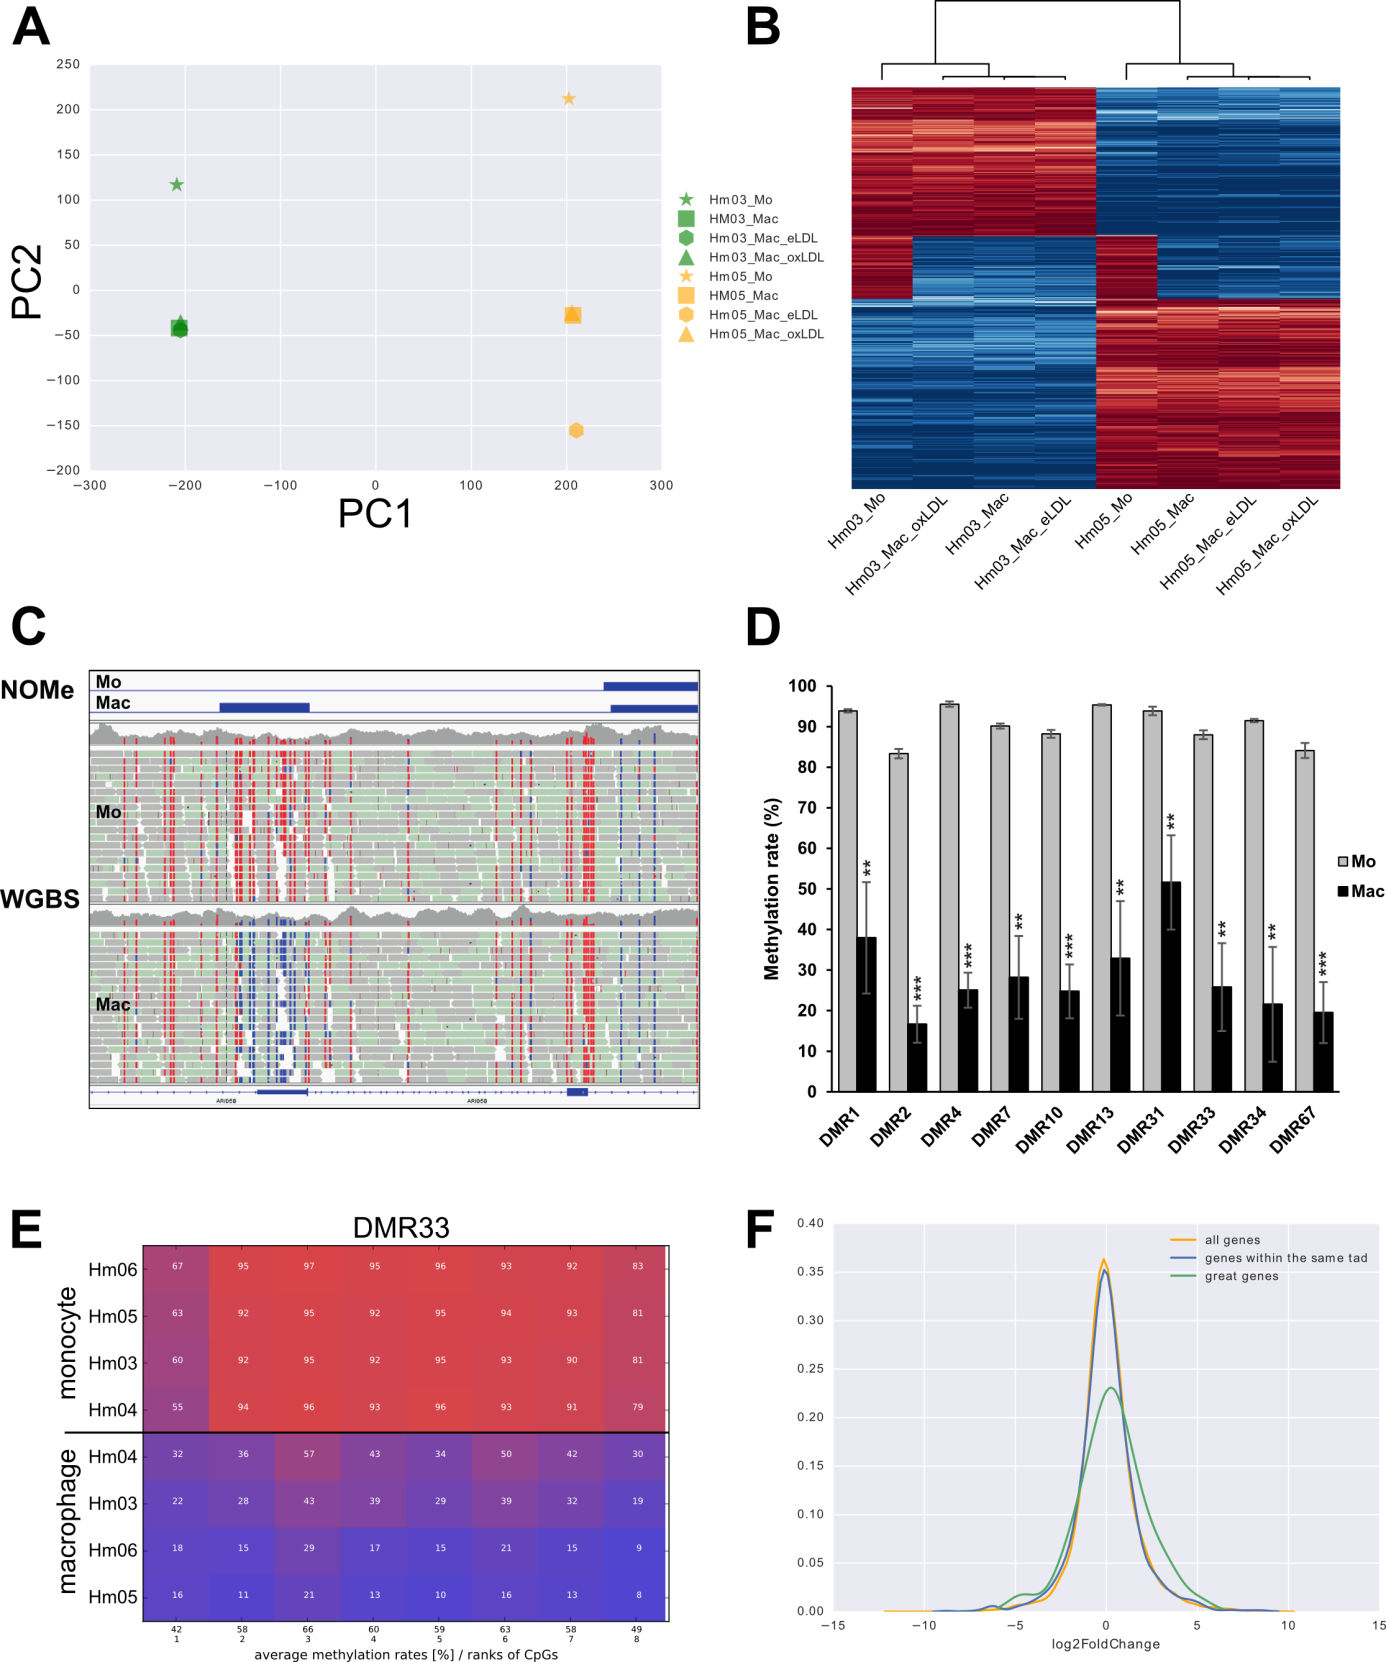 A
250
200
150
100
50
0
−50
−100
−150
−200
−300
−200
−100
0
100
200
300
PC2
PC1
Hm03_Mo
HM03_Mac
Hm03_Mac_eLDL
Hm03_Mac_oxLDL
Hm05_Mo
HM05_Mac
Hm05_Mac_eLDL
Hm05_Mac_oxLDL
B
Hm03_Mo
Hm03_Mac_oxLDL
Hm03_Mac
Hm03_Mac_eLDL
Hm05_Mo
Hm05_Mac
Hm05_Mac_eLDL
Hm05_Mac_oxLDL
C
NOMe
Mo
Mac
WGBS
Mo
Mac
ARID5B
ARID5B
D
Methylation rate (%)
100
90
80
70
60
50
40
30
20
10
0
**
***
***
**
***
**
**
**
**
***
Mo
Mac
DMR1
DMR2
DMR4
DMR7
DMR10
DMR13
DMR31
DMR33
DMR34
DMR67
E
DMR33
monocyte
macrophage
Hm06 67 95 97 95 96 93 92 83
Hm05 63 92 95 92 95 94 93 81
Hm03 60 92 95 92 95 93 90 81
Hm04 55 94 96 93 96 93 91 79
Hm04 32 36 57 43 34 50 42 30
Hm03 22 28 43 39 29 39 32 19
Hm06 18 15 29 17 15 21 15 9
Hm05 16 11 21 13 10 16 13 8
42 58 66 60 59 63 58 49
1 2 3 4 5 6 7 8
average methylation rates [%] / ranks of CpGs
F
0.40
0.35
0.30
0.25
0.20
0.15
0.10
0.05
0.00
−15
−10
−5
0
5
10
15
log2FoldChange
all genes
genes within the same tad
great genes